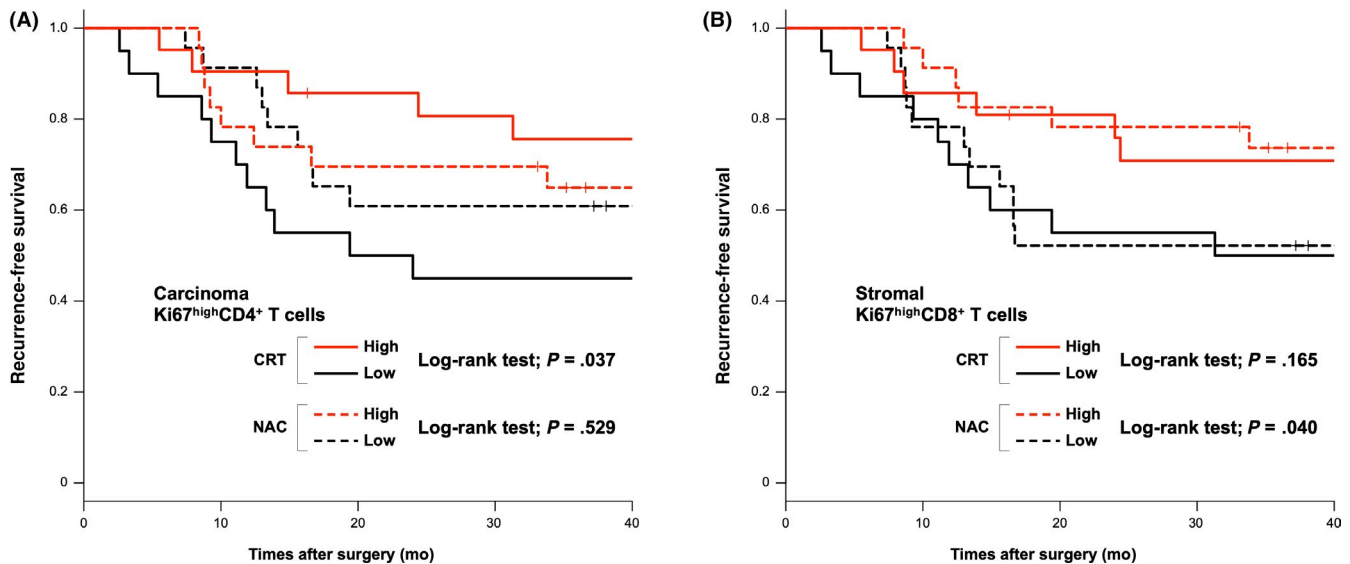 (A)
Recurrence-free survival
1.0
0.8
0.6
0.4
0.2
0
Carcinoma
Ki67highCD4+ T cells
CRT
High
Low
Log-rank test; P = .037
NAC
High
Low
Log-rank test; P = .529
0 10 20 30 40
Times after surgery (mo)
(B)
Recurrence-free survival
1.0
0.8
0.6
0.4
0.2
0
Stromal
Ki67highCD8+ T cells
CRT
High
Low
Log-rank test; P = .165
NAC
High
Low
Log-rank test; P = .040
0 10 20 30 40
Times after surgery (mo)